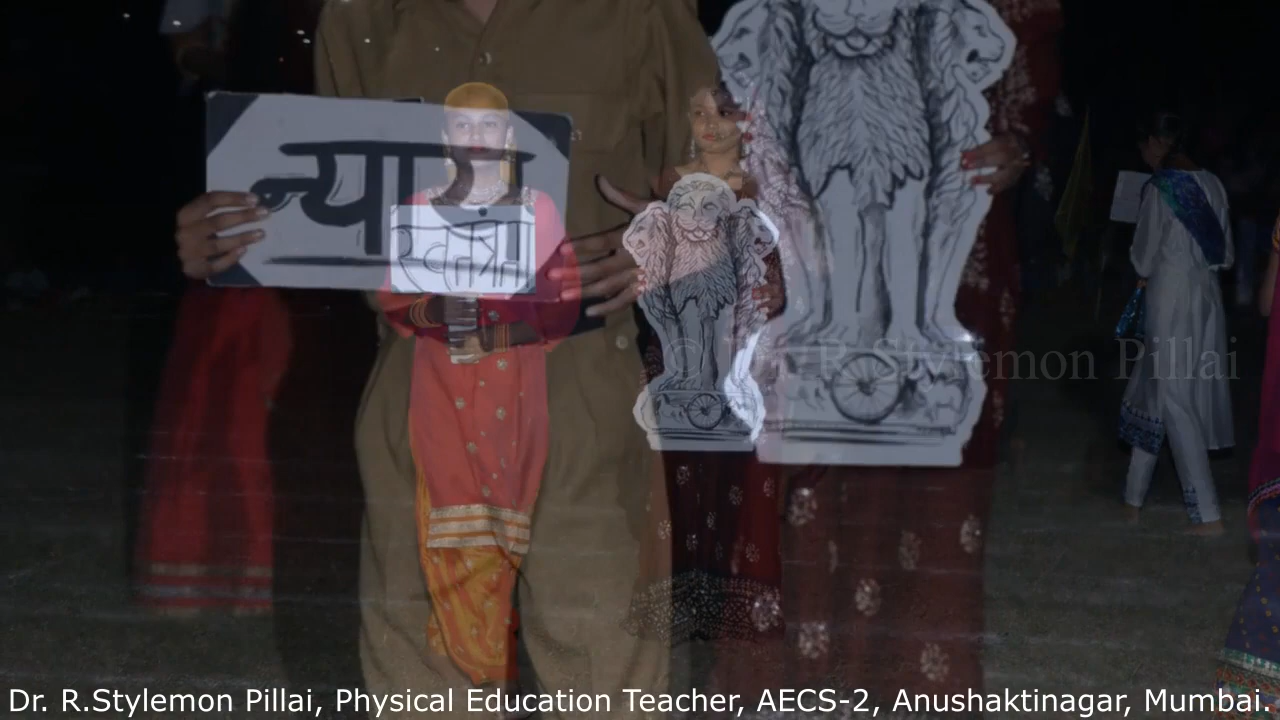 न्याय
स्वतंत्रता
© Dr. R.Stylemon Pillai
Dr. R.Stylemon Pillai, Physical Education Teacher, AECS-2, Anushaktinagar, Mumbai.